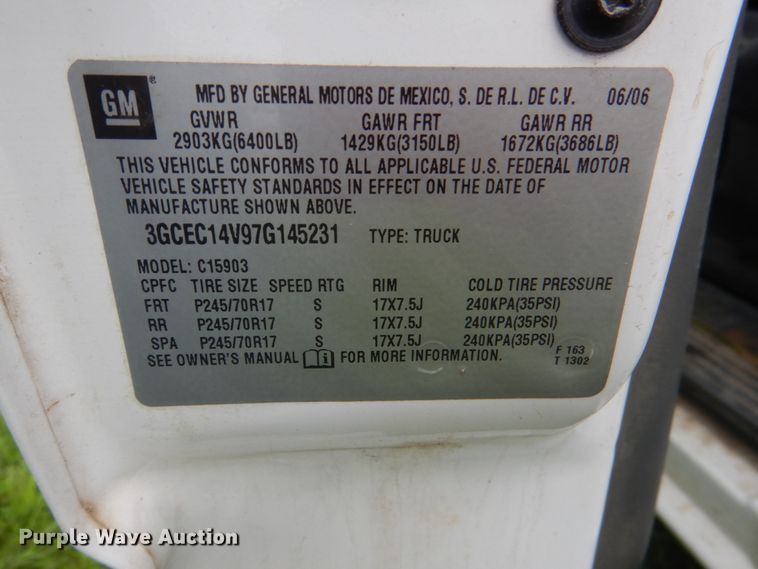 GM ® MFD BY GENERAL MOTORS DE MEXICO, S. DE R.L. DE C.V. 06/06
GVWR GAWR FRT GAWR RR
2903KG(6400LB) 1429KG(3150LB) 1672KG(3686LB)
THIS VEHICLE CONFORMS TO ALL APPLICABLE U.S. FEDERAL MOTOR
VEHICLE SAFETY STANDARDS IN EFFECT ON THE DATE OF
MANUFACTURE SHOWN ABOVE.
3GCEC14V97G145231 TYPE: TRUCK
MODEL: C15903
CPFC TIRE SIZE SPEED RTG RIM COLD TIRE PRESSURE
FRT P245/70R17 S 17X7.5J 240KPA(35PSI)
RR P245/70R17 S 17X7.5J 240KPA(35PSI)
SPA P245/70R17 S 17X7.5J 240KPA(35PSI)
SEE OWNER'S MANUAL FOR MORE INFORMATION.
F 163
T 1302
Purple Wave Auction